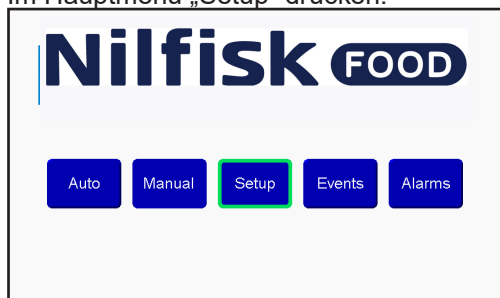 Im Hauptmenü „Setup“ drücken.
Nilfisk FOOD
Auto Manual Setup Events Alarms